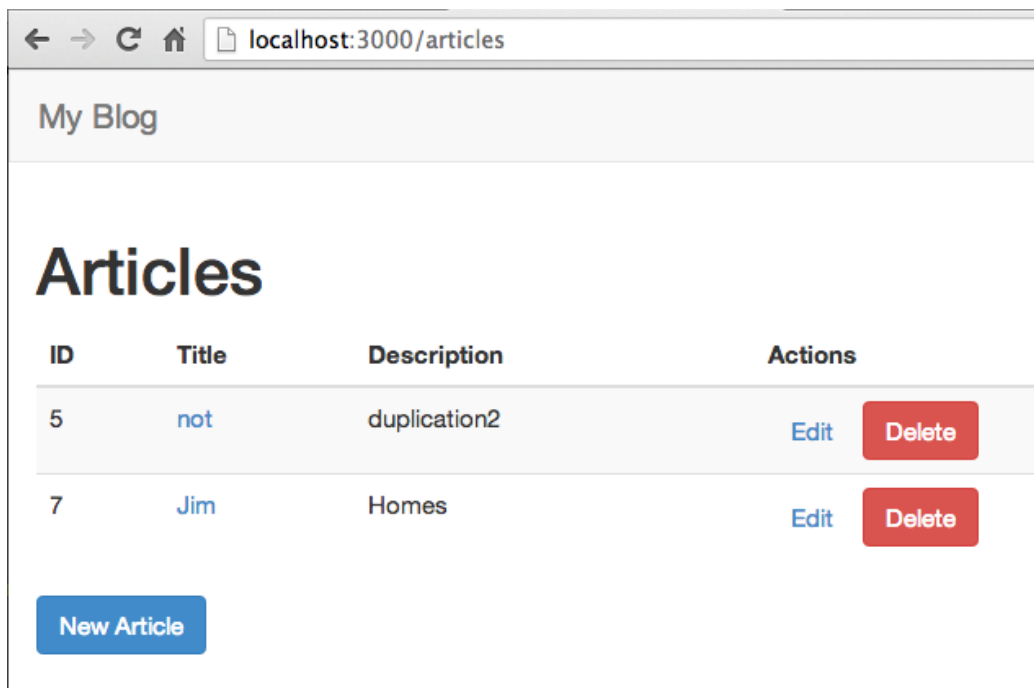 localhost:3000/articles
My Blog
Articles
ID Title Description Actions
5 not duplication2 Edit Delete
7 Jim Homes Edit Delete
New Article